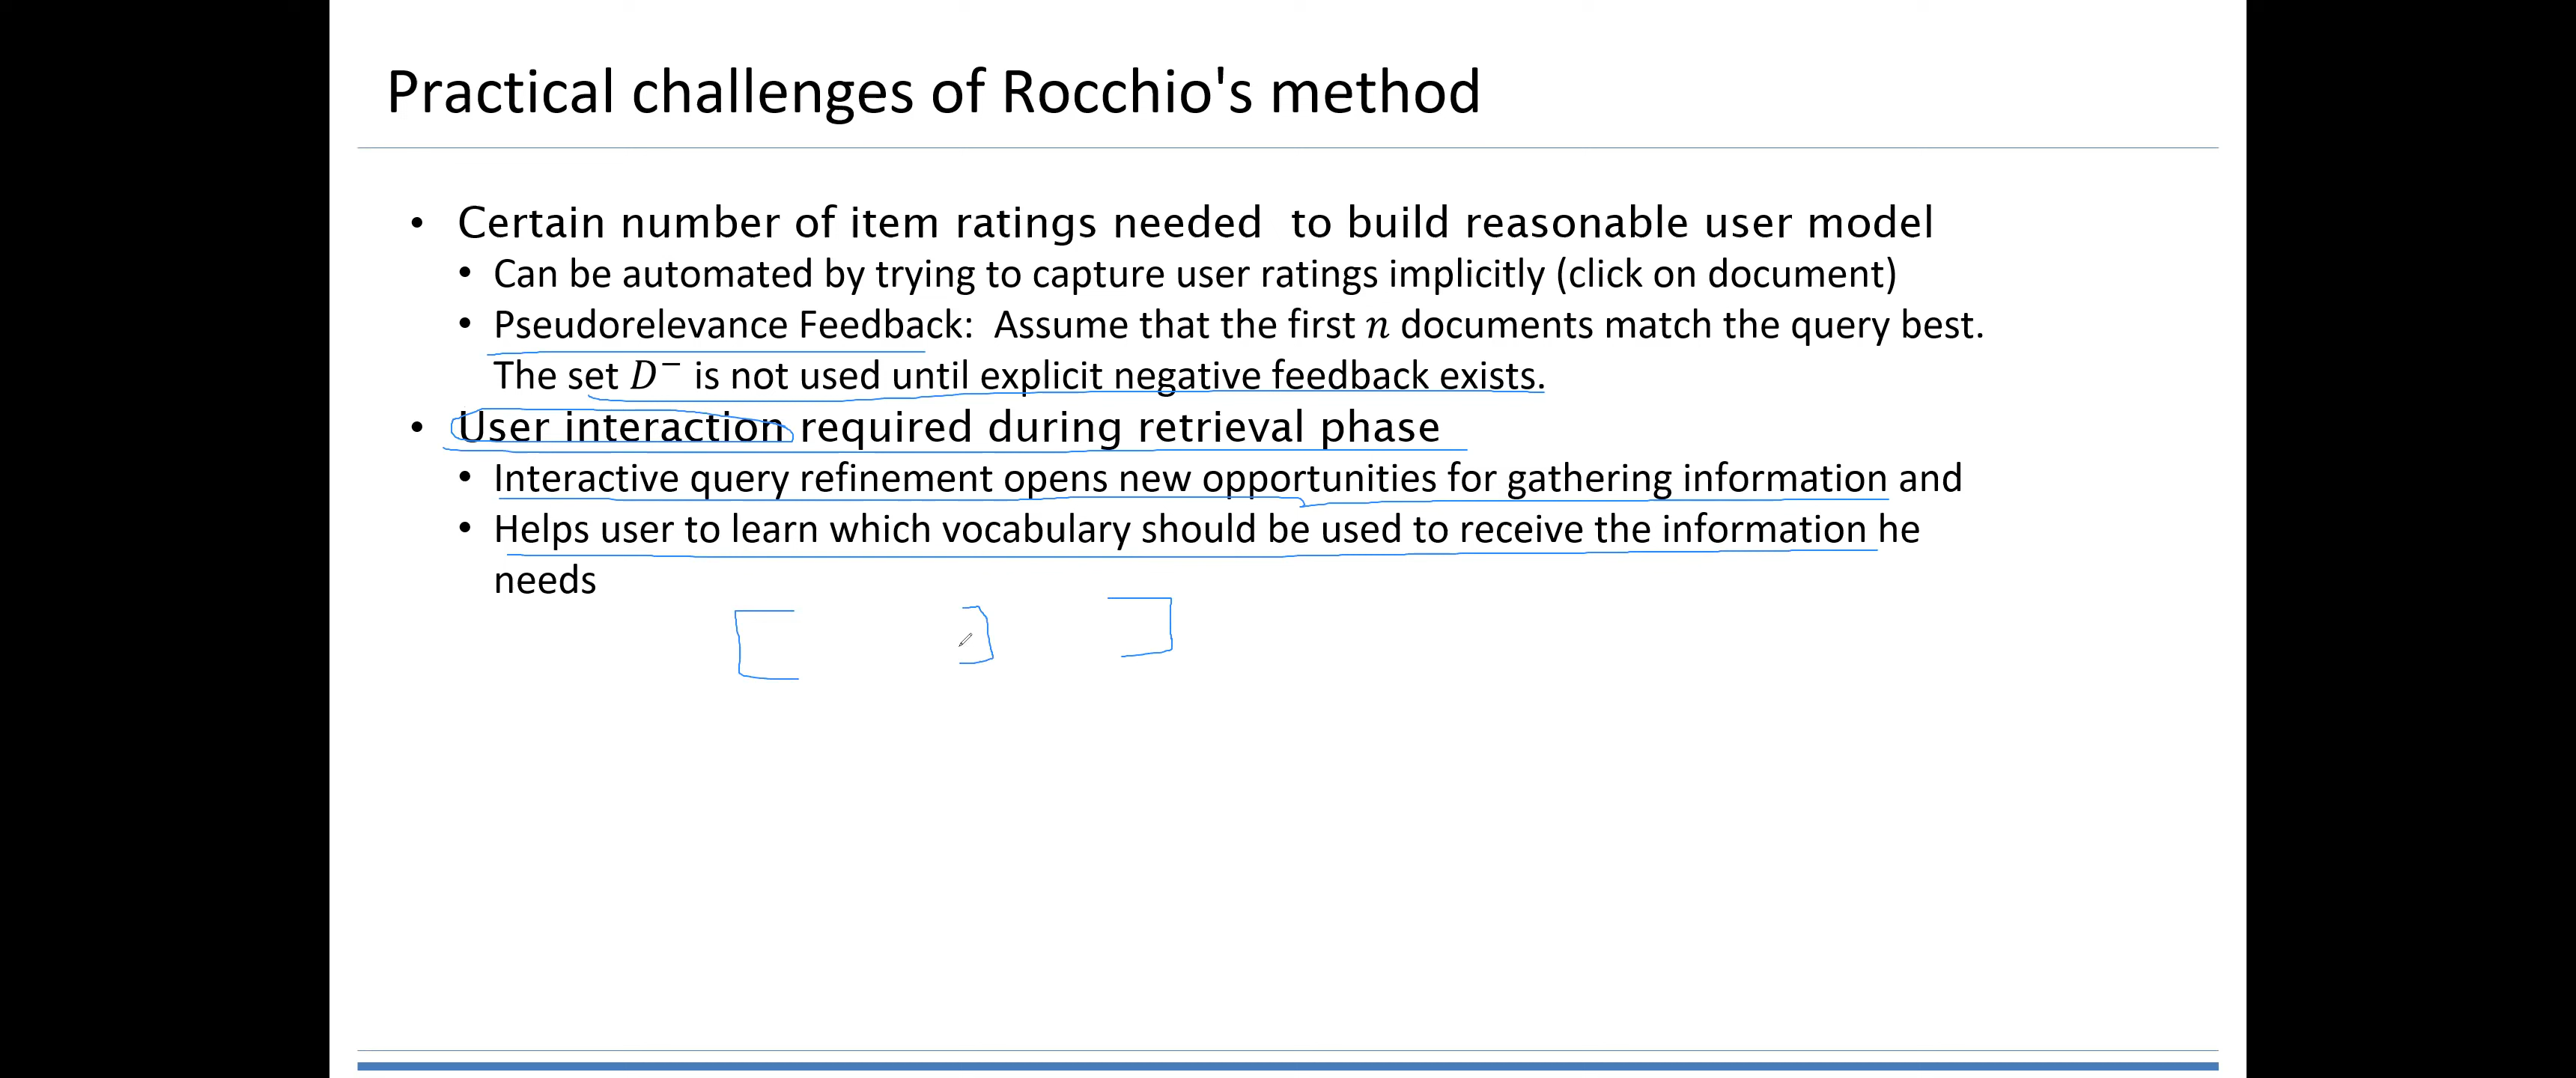 Practical challenges of Rocchio's method
• Certain number of item ratings needed  to build reasonable user model
• Can be automated by trying to capture user ratings implicitly (click on document)
• Pseudorelevance Feedback:  Assume that the first n documents match the query best.
The set D⁻ is not used until explicit negative feedback exists.
• User interaction required during retrieval phase
• Interactive query refinement opens new opportunities for gathering information and
• Helps user to learn which vocabulary should be used to receive the information he
needs